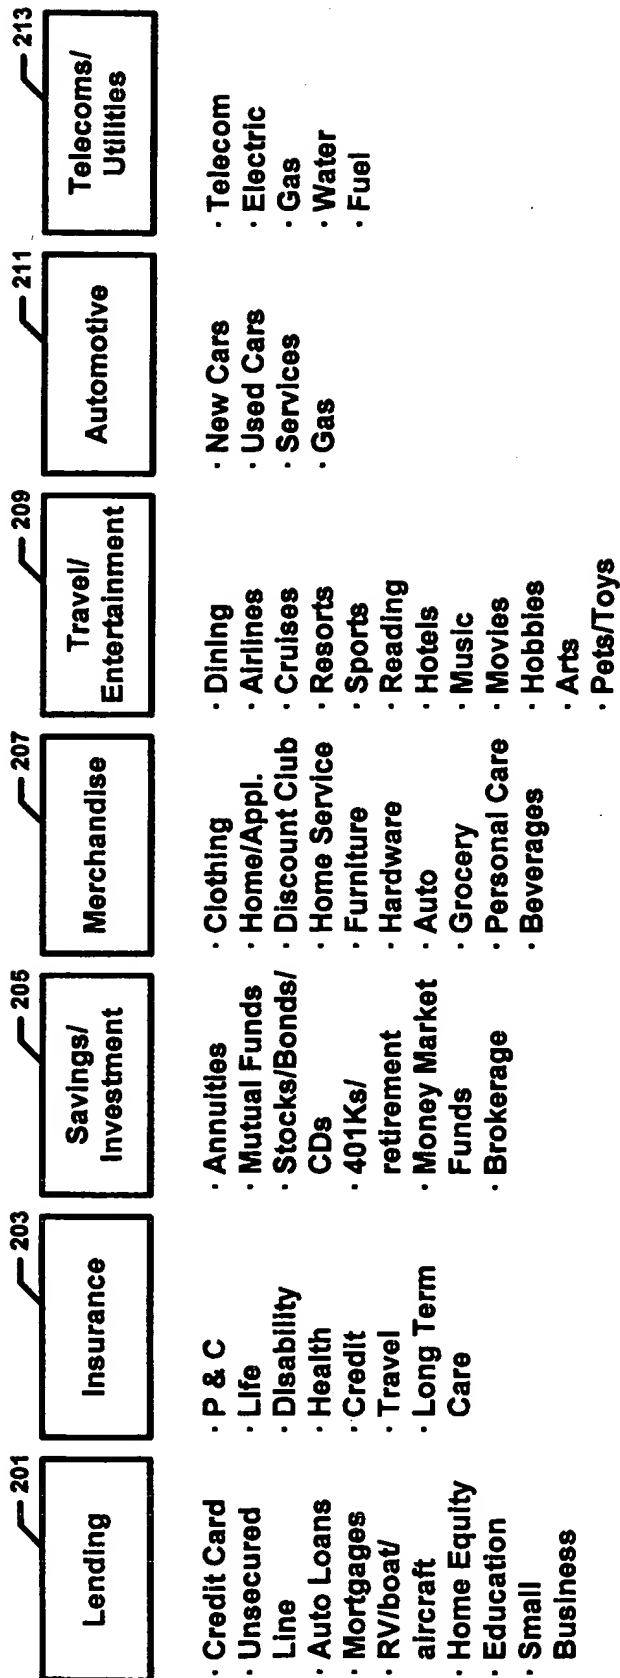 201
Lending
· Credit Card
· Unsecured
Line
· Auto Loans
· Mortgages
· RV/boat/
aircraft
· Home Equity
· Education
· Small
Business
203
Insurance
· P & C
· Life
· Disability
· Health
· Credit
· Travel
· Long Term
Care
205
Savings/
Investment
· Annuities
· Mutual Funds
· Stocks/Bonds/
CDs
· 401Ks/
retirement
· Money Market
Funds
· Brokerage
207
Merchandise
· Clothing
· Home/Appl.
· Discount Club
· Home Service
· Furniture
· Hardware
· Auto
· Grocery
· Personal Care
· Beverages
209
Travel/
Entertainment
· Dining
· Airlines
· Cruises
· Resorts
· Sports
· Reading
· Hotels
· Music
· Movies
· Hobbies
· Arts
· Pets/Toys
211
Automotive
· New Cars
· Used Cars
· Services
· Gas
213
Telecoms/
Utilities
· Telecom
· Electric
· Gas
· Water
· Fuel